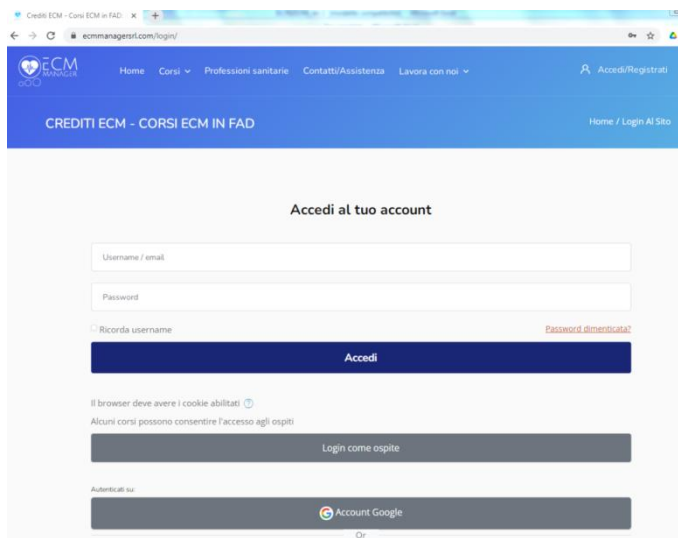 Crediti ECM - Corsi ECM in FAD
ecmmanagersrl.com/login/
ECM
MANAGER
Home Corsi Professioni sanitarie Contatti/Assistenza Lavora con noi Accedi/Registrati
CREDITI ECM - CORSI ECM IN FAD
Home / Login Al Sito
Accedi al tuo account
Username / email
Password
Ricorda username Password dimenticata?
Accedi
Il browser deve avere i cookie abilitati
Alcuni corsi possono consentire l'accesso agli ospiti
Login come ospite
Autenticati su:
Account Google
Or